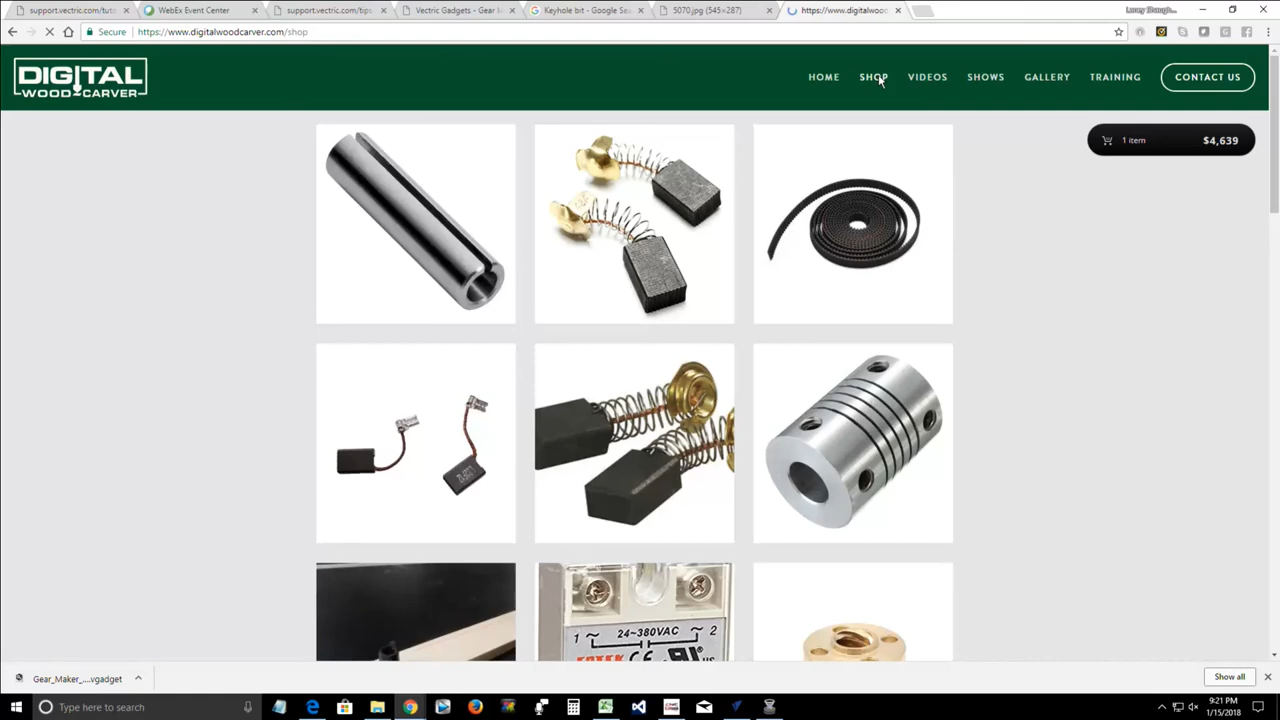 support.vectric.com/tuto
WebEx Event Center
support.vectric.com/tips
Vectric Gadgets - Gear M
Keyhole bit - Google Sea
5070.jpg (545×287)
https://www.digitalwood
Secure
https://www.digitalwoodcarver.com/shop
DIGITAL
WOOD CARVER
HOME
SHOP
VIDEOS
SHOWS
GALLERY
TRAINING
CONTACT US
1 item
$4,639
24~380VAC
1
2
Gear_Maker_....vgadget
Show all
Type here to search
9:21 PM
1/15/2018